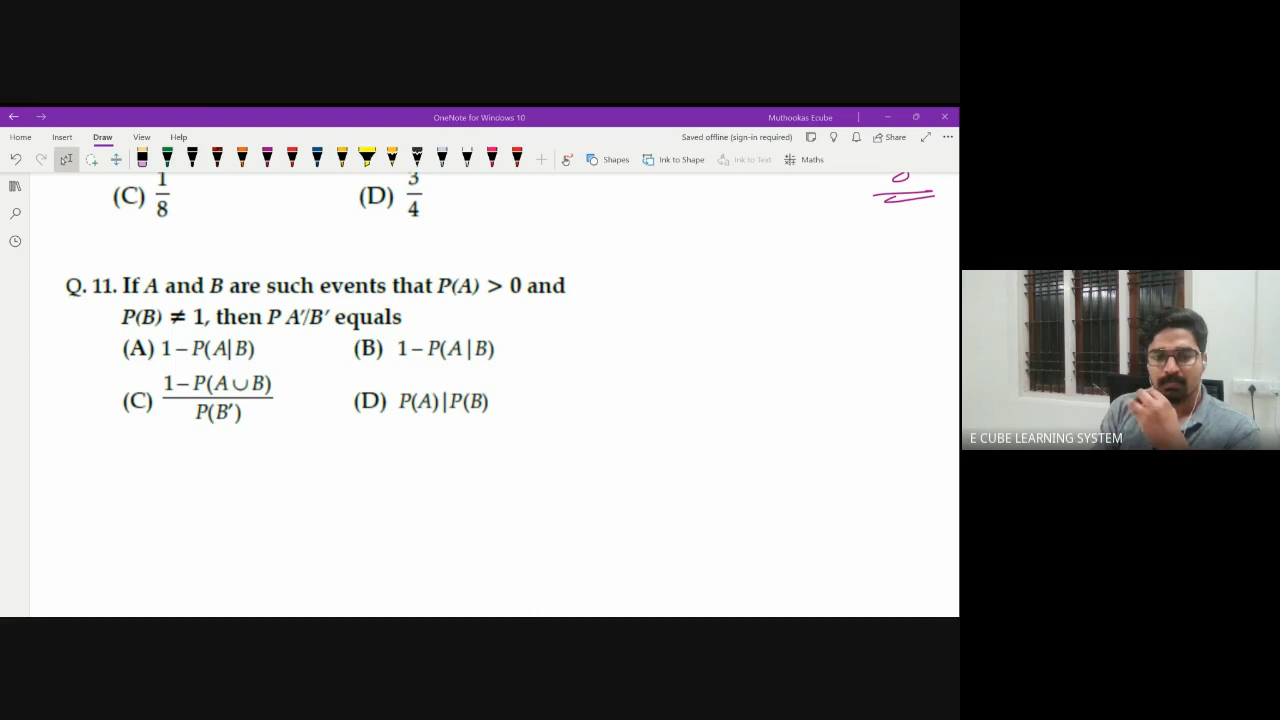 OneNote for Windows 10
Muthookas Ecube
Home Insert Draw View Help
Saved offline (sign-in required) Share
Shapes Ink to Shape Ink to Text Maths
(C) 1/8 (D) 3/4
Q. 11. If A and B are such events that P(A) > 0 and
P(B) ≠ 1, then P A′/B′ equals
(A) 1 – P(A|B) (B) 1 – P(A|B)
(C) 1 – P(A ∪ B) / P(B′) (D) P(A)|P(B)
E CUBE LEARNING SYSTEM